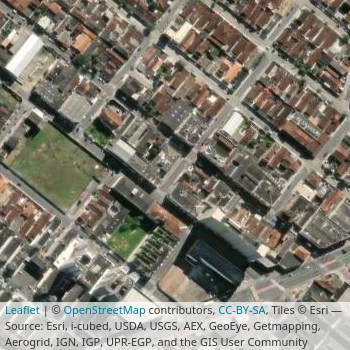 Leaflet | © OpenStreetMap contributors, CC-BY-SA, Tiles © Esri —
Source: Esri, i-cubed, USDA, USGS, AEX, GeoEye, Getmapping,
Aerogrid, IGN, IGP, UPR-EGP, and the GIS User Community